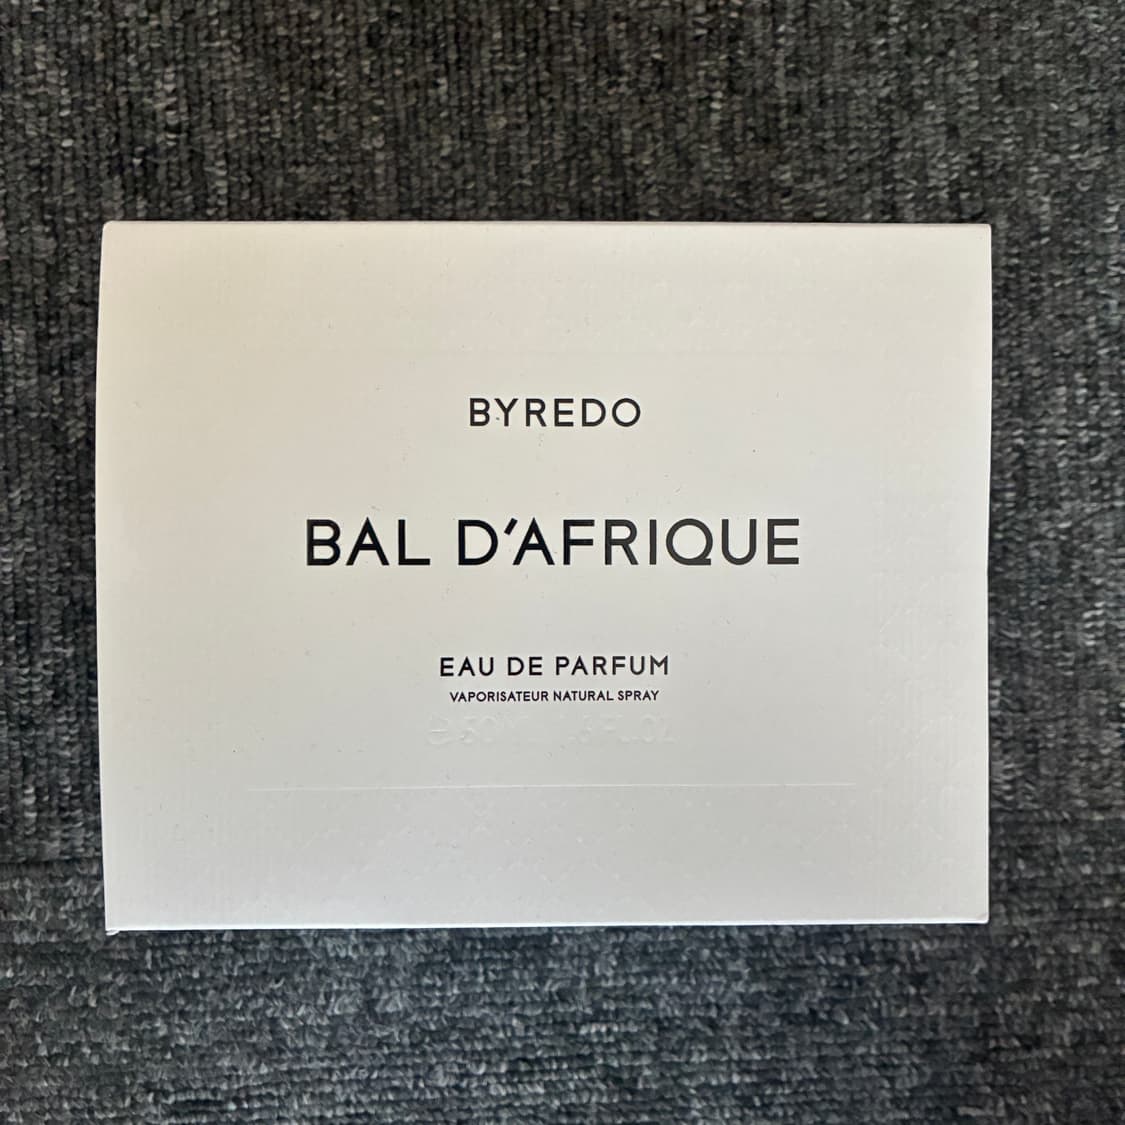 BYREDO
BAL D'AFRIQUE
EAU DE PARFUM
VAPORISATEUR NATURAL SPRAY